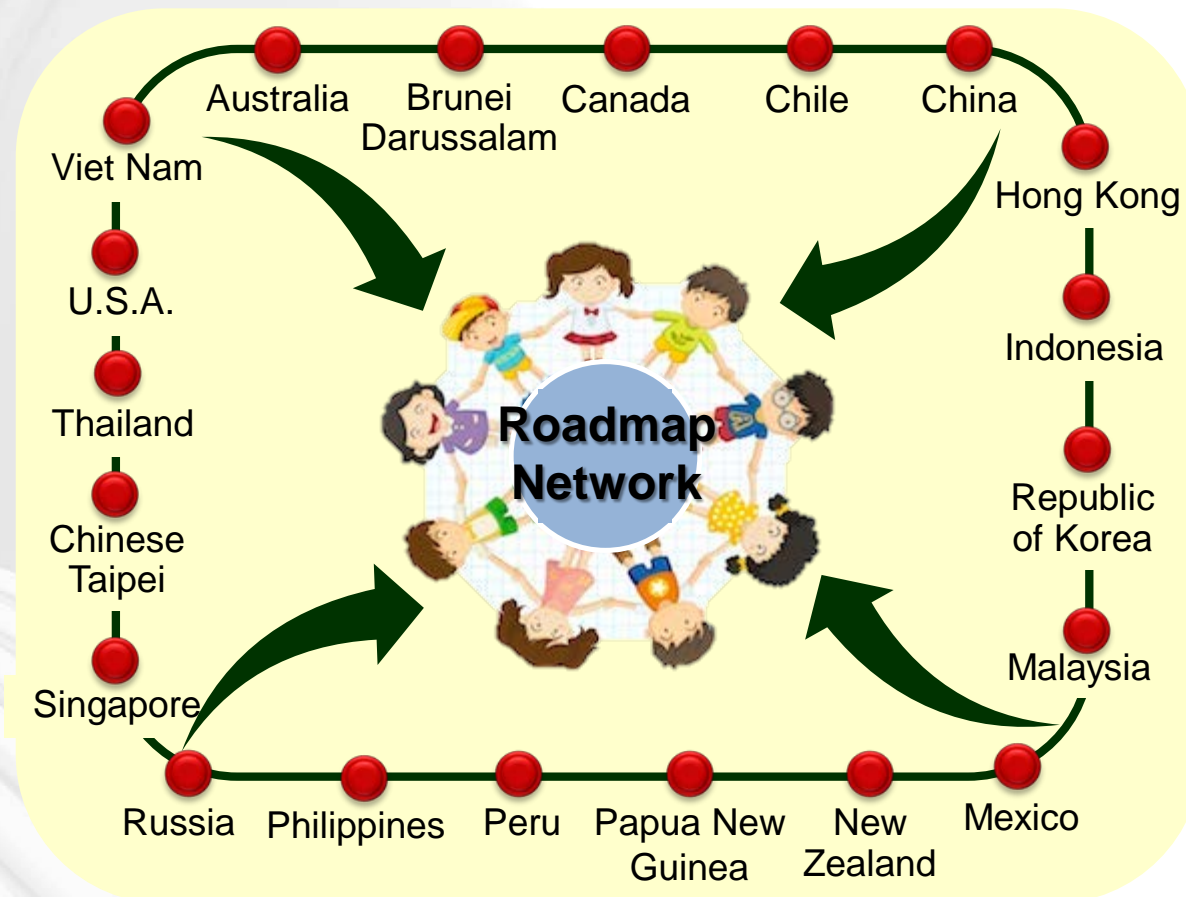 Australia
Brunei
Darussalam
Canada
Chile
China
Hong Kong
Indonesia
Republic
of Korea
Malaysia
Mexico
New
Zealand
Papua New
Guinea
Peru
Philippines
Russia
Singapore
Chinese
Taipei
Thailand
U.S.A.
Viet Nam
Roadmap
Network
A